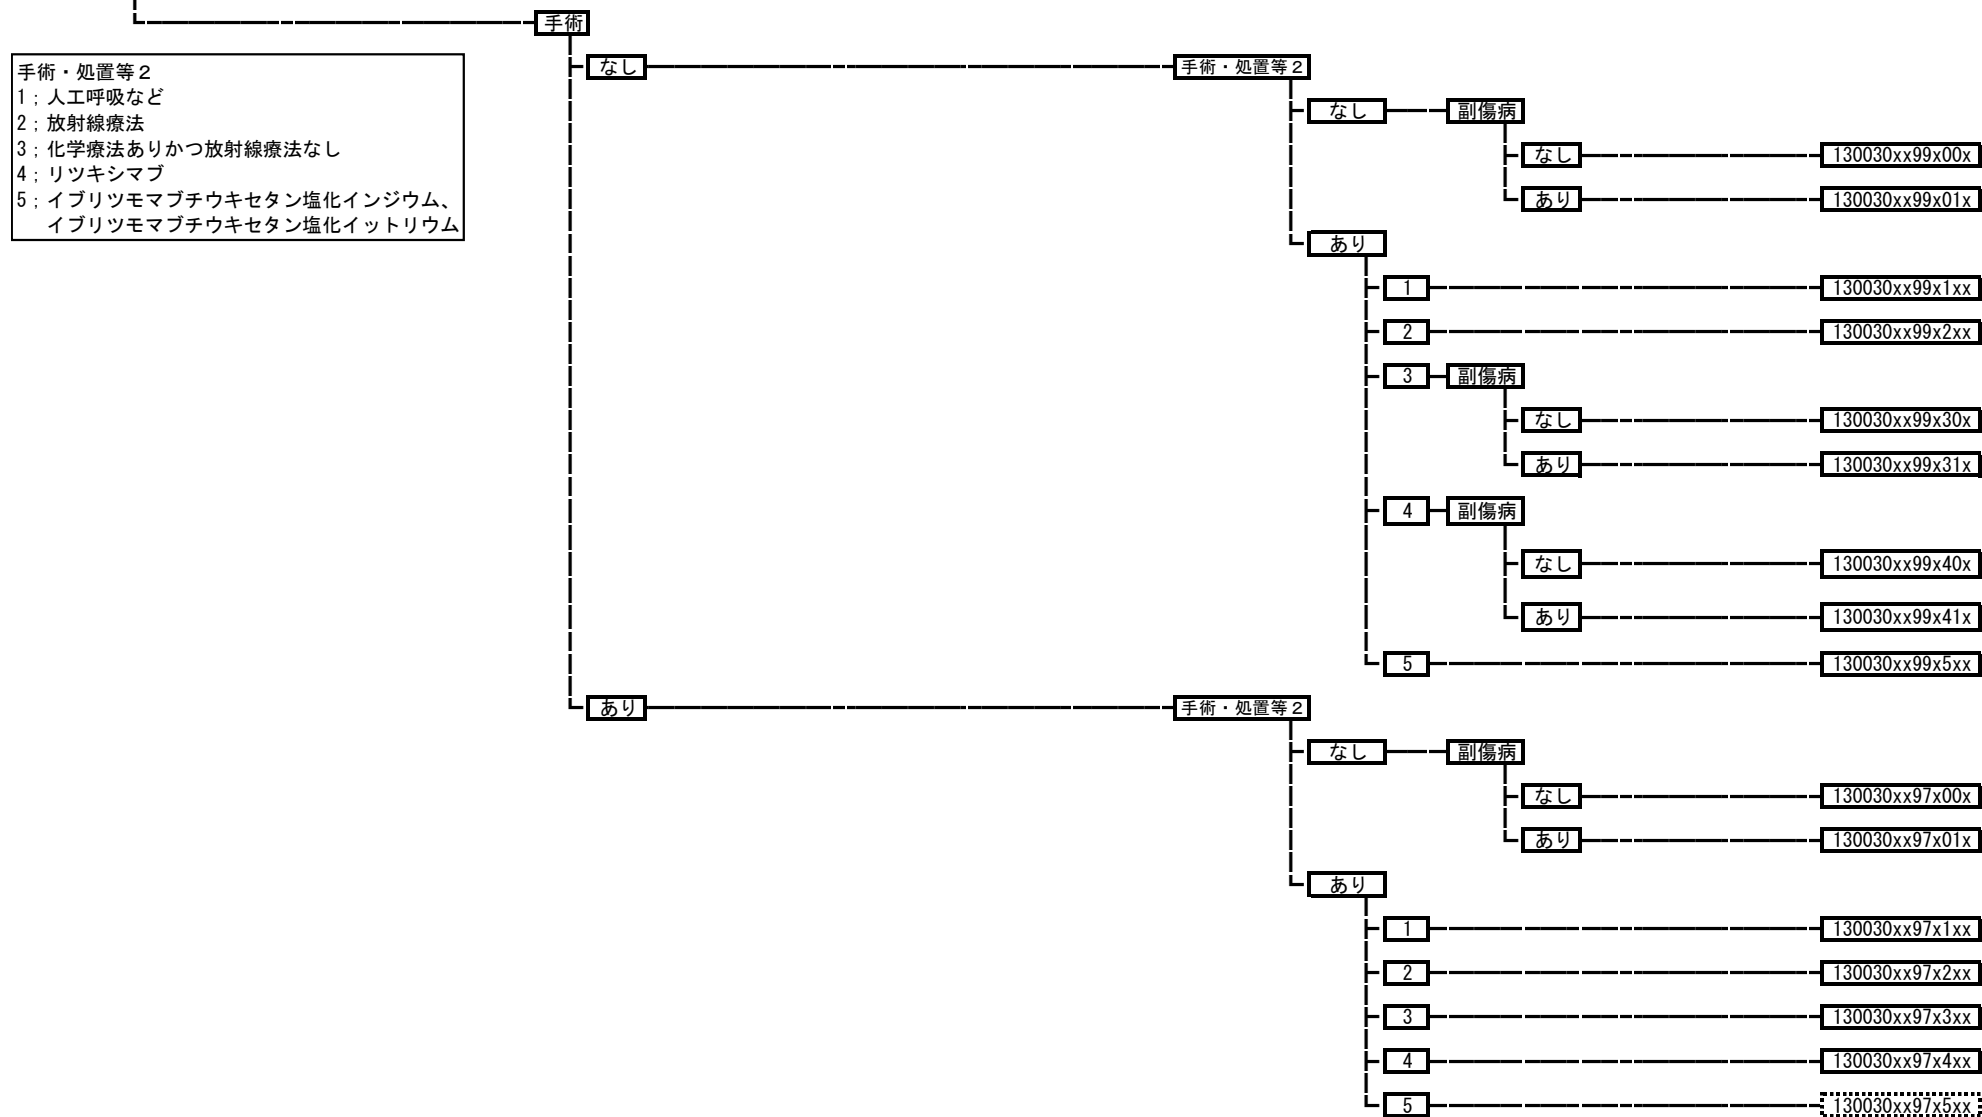 手術
手術・処置等２
1；人工呼吸など
2；放射線療法
3；化学療法ありかつ放射線療法なし
4；リツキシマブ
5；イブリツモマブチウキセタン塩化インジウム、
イブリツモマブチウキセタン塩化イットリウム
なし
手術・処置等２
なし
副傷病
なし
130030xx99x00x
あり
130030xx99x01x
あり
1
130030xx99x1xx
2
130030xx99x2xx
3
副傷病
なし
130030xx99x30x
あり
130030xx99x31x
4
副傷病
なし
130030xx99x40x
あり
130030xx99x41x
5
130030xx99x5xx
あり
手術・処置等２
なし
副傷病
なし
130030xx97x00x
あり
130030xx97x01x
あり
1
130030xx97x1xx
2
130030xx97x2xx
3
130030xx97x3xx
4
130030xx97x4xx
5
130030xx97x5xx